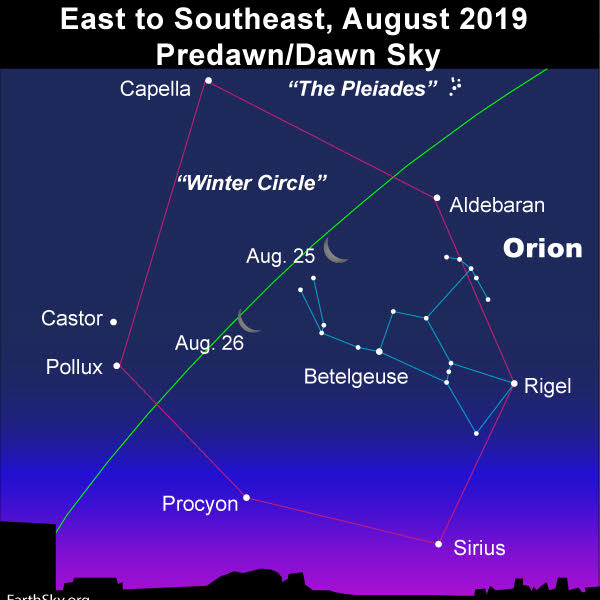 East to Southeast, August 2019
Predawn/Dawn Sky
Capella
“The Pleiades”
“Winter Circle”
Aldebaran
Orion
Aug. 25
Castor
Aug. 26
Pollux
Betelgeuse
Rigel
Procyon
Sirius
EarthSky.org